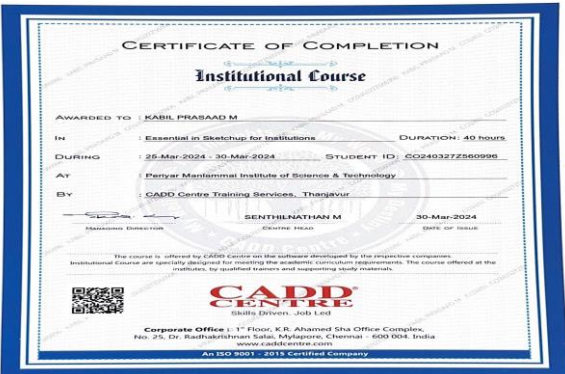 CERTIFICATE OF COMPLETION
Institutional Course
AWARDED TO : KABIL PRASAAD M
IN : Essential in Sketchup for Institutions DURATION: 40 hours
DURING : 25-Mar-2024 - 30-Mar-2024 STUDENT ID: CO240327Z560996
AT : Periyar Maniammai Institute of Science & Technology
BY : CADD Centre Training Services, Thanjavur
SENTHILNATHAN M 30-Mar-2024
MANAGING DIRECTOR CENTRE HEAD DATE OF ISSUE
The course is offered by CADD Centre on the software developed by the respective companies.
Institutional Course are specially designed for meeting the academic curriculum requirements. The course offered at the
institutes, by qualified trainers and supporting study materials.
CADD
CENTRE
Skills Driven. Job Led
Corporate Office : 1st Floor, K.R. Ahamed Sha Office Complex,
No. 25, Dr. Radhakrishnan Salai, Mylapore, Chennai - 600 004. India
www.caddcentre.com
An ISO 9001 - 2015 Certified Company